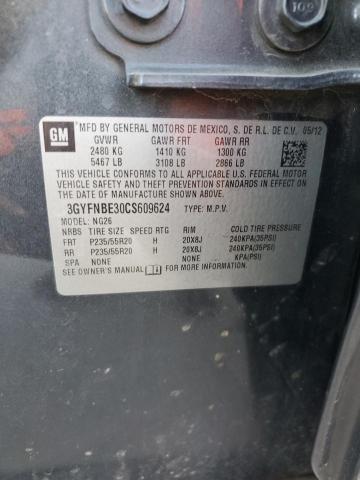 109
GM
MFD BY GENERAL MOTORS DE MEXICO, S. DE R.L. DE C.V. 05/12
GVWR GAWR FRT GAWR RR
2480 KG 1410 KG 1300 KG
5467 LB 3108 LB 2866 LB
THIS VEHICLE CONFORMS TO ALL APPLICABLE U.S. FEDERAL
MOTOR VEHICLE SAFETY AND THEFT PREVENTION
STANDARDS IN EFFECT ON THE
DATE OF MANUFACTURE SHOWN ABOVE.
3GYFNBE30CS609624 TYPE: M.P.V.
MODEL: NG26
NRBS TIRE SIZE SPEED RTG RIM COLD TIRE PRESSURE
FRT P235/55R20 H 20X8J 240KPA(35PSI)
RR P235/55R20 H 20X8J 240KPA(35PSI)
SPA NONE NONE KPA(PSI)
SEE OWNER'S MANUAL FOR ADDITIONAL INFORMATION.